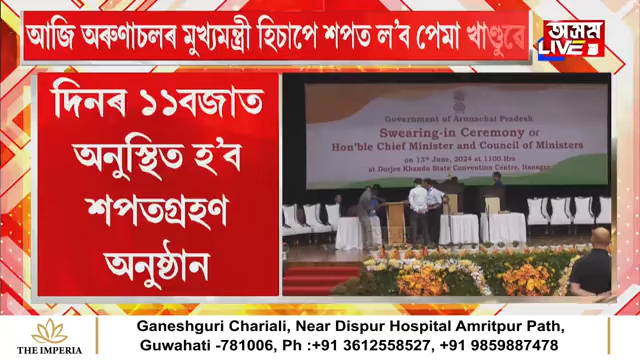 আজি অৰুণাচলৰ মুখ্যমন্ত্ৰী হিচাপে শপত ল'ব পেমা খাণ্ডুৱে
অসম
LIVE
দিনৰ ১১বজাত
অনুস্থিত হ'ব
শপতগ্ৰহণ
অনুষ্ঠান
Government of Arunachal Pradesh
Swearing-in Ceremony of
Hon'ble Chief Minister and Council of Ministers
on 13th June, 2024 at 1100 Hrs
at Dorjee Khandu State Convention Centre, Itanagar
THE IMPERIA
Ganeshguri Chariali, Near Dispur Hospital Amritpur Path,
Guwahati -781006, Ph :+91 3612558527, +91 9859887478